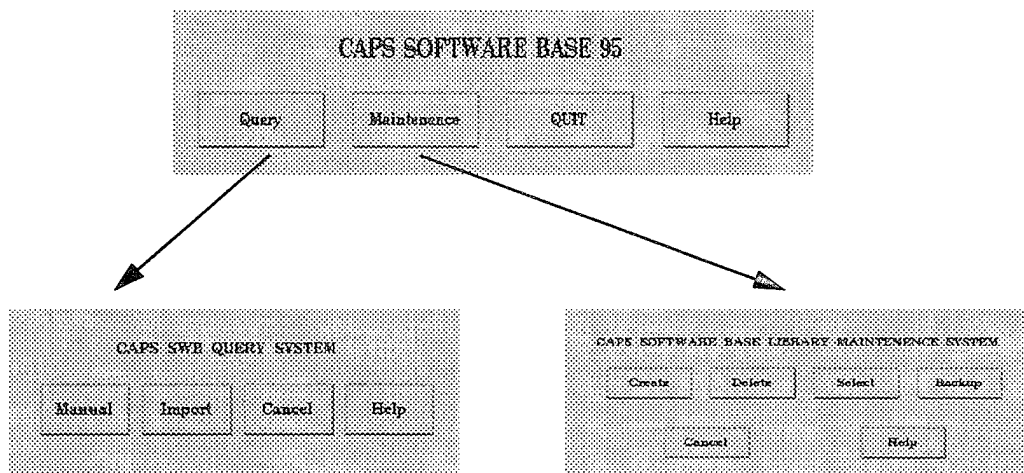 CAPS SOFTWARE BASE 95
Query Maintenance QUIT Help
CAPS SWB QUERY SYSTEM
Manual Import Cancel Help
CAPS SOFTWARE BASE LIBRARY MAINTENENCE SYSTEM
Create Delete Select Backup
Cancel Help